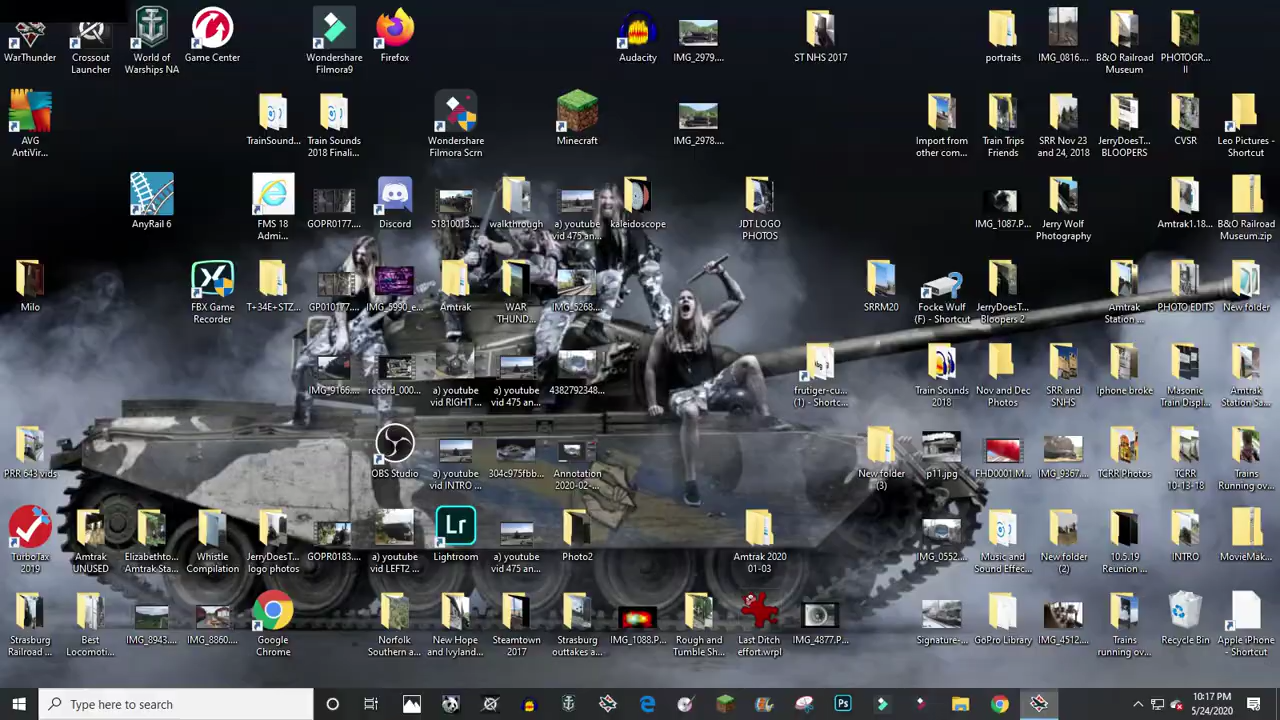 WarThunder
Crossout
Launcher
World of
Warships NA
Game Center
Wondershare
Filmora9
Firefox
Audacity
IMG_2979....
ST NHS 2017
portraits
IMG_0816....
B&O Railroad
Museum
PHOTOGR...
II
AVG
AntiVir...
TrainSound...
Train Sounds
2018 Finali...
Wondershare
Filmora Scrn
Minecraft
IMG_2978....
Import from
other com...
Train Trips
Friends
SRR Nov 23
and 24, 2018
JerryDoesT...
BLOOPERS
CVSR
Leo Pictures -
Shortcut
AnyRail 6
FMS 18
Admi...
GOPR0177....
Discord
S1810013....
walkthrough
a) youtube
vid 475 an...
kaleidoscope
JDT LOGO
PHOTOS
IMG_1087.P...
Jerry Wolf
Photography
Amtrak1.18...
B&O Railroad
Museum.zip
Milo
FBX Game
Recorder
T+34E+STZ...
GP010177....
IMG_5990_e...
Amtrak
WAR
THUND...
IMG_5268....
SRRM20
Focke Wulf
(F) - Shortcut
JerryDoesT...
Bloopers 2
Amtrak
Station ...
PHOTO EDITS
New folder
IMG_9166....
record_000...
a) youtube
vid RIGHT ...
a) youtube
vid 475 an...
4382792348...
Abg
frutiger-cu...
(1) - Shortc...
Train Sounds
2018
Nov and Dec
Photos
SRR and
SNHS
Iphone broke
Masonic
Train Displ...
Amtrak
Station Sa...
PRR 643 vids
OBS Studio
a) youtube
vid INTRO ...
304c975fbb...
Annotation
2020-02-...
New folder
(3)
p11.jpg
FHD0001.M...
IMG_9367....
TCRR Photos
TCRR
10-13-18
Trains
Running ov...
TurboTax
2019
Amtrak
UNUSED
Elizabethto...
Amtrak Sta...
Whistle
Compilation
JerryDoesT...
logo photos
GOPR0183....
a) youtube
vid LEFT2 ...
Lr
Lightroom
a) youtube
vid 475 an...
Photo2
Amtrak 2020
01-03
IMG_0552....
Music and
Sound Effec...
New folder
(2)
10.5.19
Reunion ...
INTRO
MovieMak...
Strasburg
Railroad ...
Best
Locomoti...
IMG_8943....
IMG_8860....
Google
Chrome
Norfolk
Southern a...
New Hope
and Ivyland...
Steamtown
2017
Strasburg
outtakes a...
IMG_1088.P...
Rough and
Tumble Sh...
Last Ditch
effort.wrpl
IMG_4877.P...
Signature-...
GoPro Library
IMG_4512....
Trains
running ov...
Recycle Bin
Apple iPhone
- Shortcut
Type here to search
Ps
10:17 PM
5/24/2020